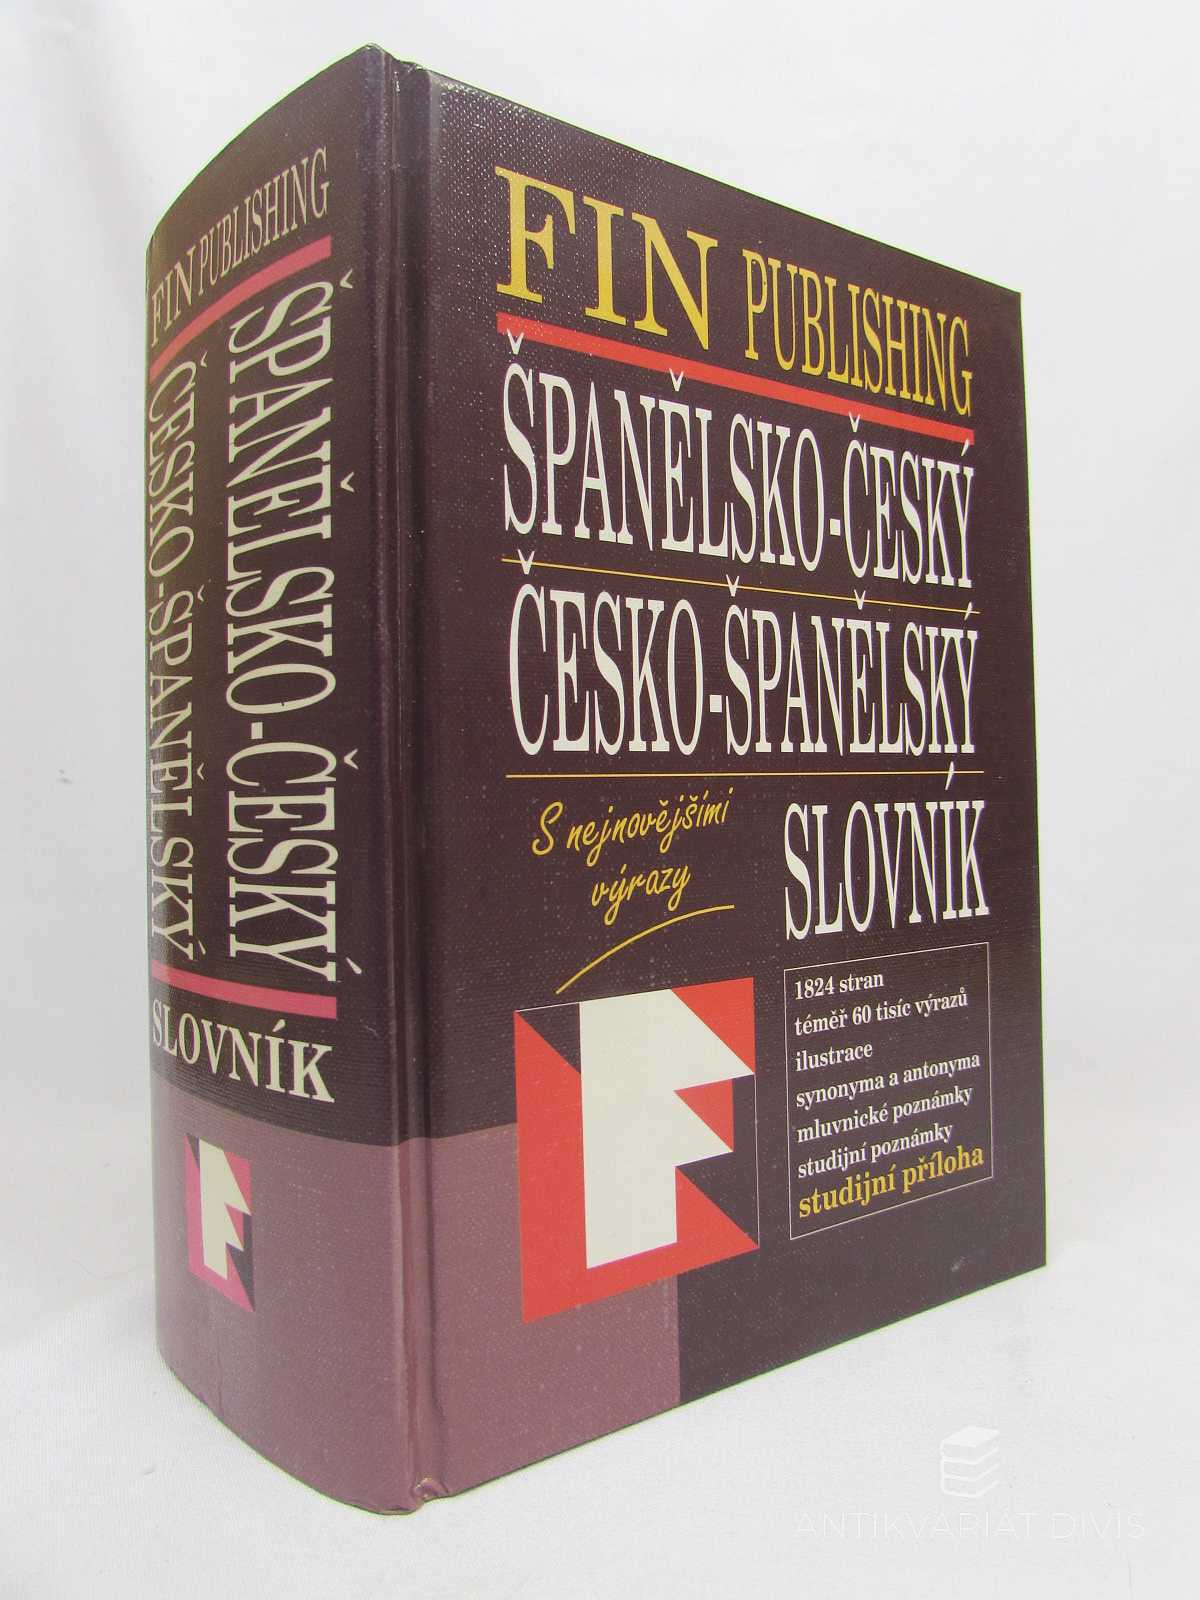 FIN PUBLISHING
ŠPANĚLSKO-ČESKÝ
ČESKO-ŠPANĚLSKÝ
SLOVNÍK
FIN PUBLISHING
ŠPANĚLSKO-ČESKÝ
ČESKO-ŠPANĚLSKÝ
SLOVNÍK
S nejnovějšími
výrazy
1824 stran
téměř 60 tisíc výrazů
ilustrace
synonyma a antonyma
mluvnické poznámky
studijní poznámky
studijní příloha
ANTIKVARIÁT DIVIŠ